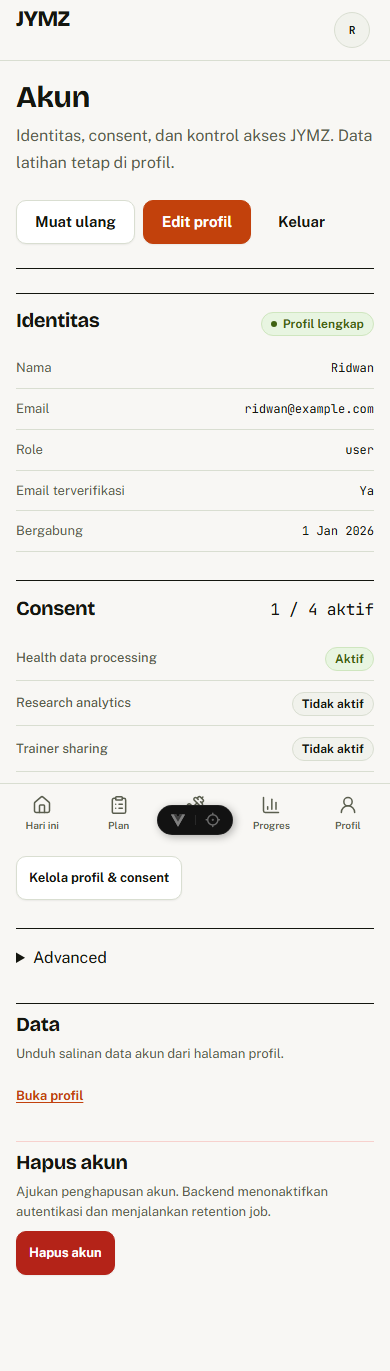 JYMZ
R
Akun
Identitas, consent, dan kontrol akses JYMZ. Data
latihan tetap di profil.
Muat ulang
Edit profil
Keluar
Identitas
Profil lengkap
Nama
Ridwan
Email
ridwan@example.com
Role
user
Email terverifikasi
Ya
Bergabung
1 Jan 2026
Consent
1 / 4 aktif
Health data processing
Aktif
Research analytics
Tidak aktif
Trainer sharing
Tidak aktif
Hari ini
Plan
Progres
Profil
Kelola profil & consent
Advanced
Data
Unduh salinan data akun dari halaman profil.
Buka profil
Hapus akun
Ajukan penghapusan akun. Backend menonaktifkan
autentikasi dan menjalankan retention job.
Hapus akun